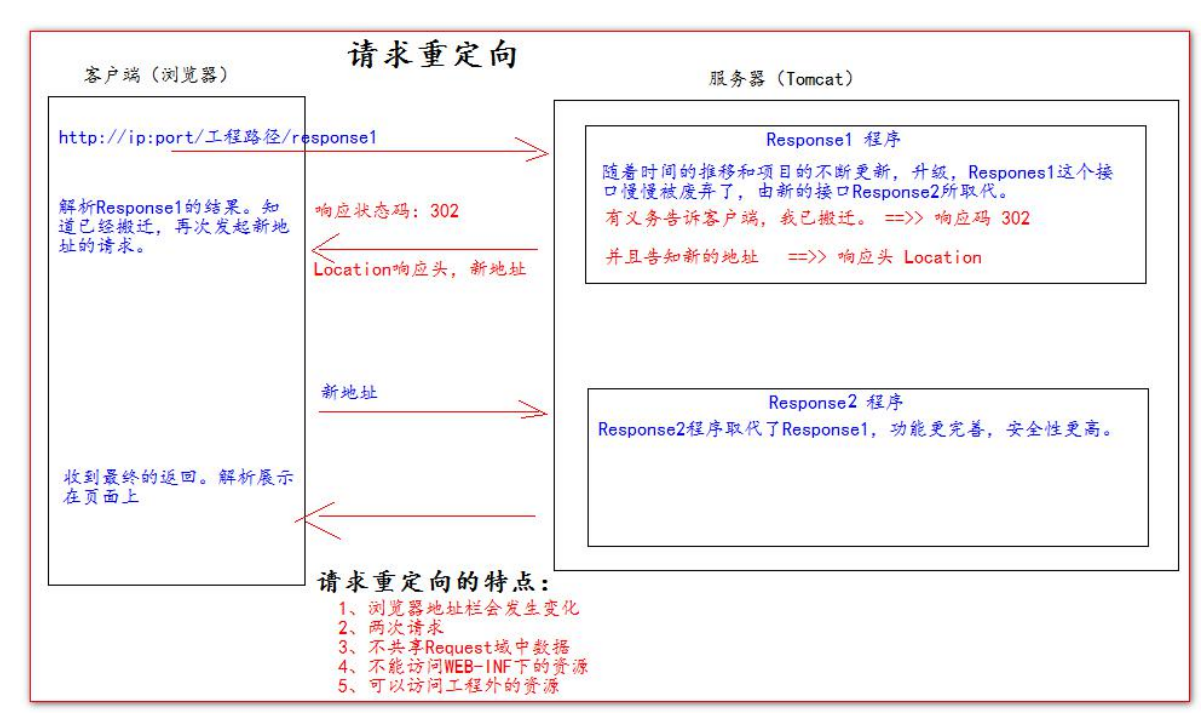 请求重定向
客户端（浏览器）
服务器（Tomcat）
http://ip:port/工程路径/response1
Response1 程序
随着时间的推移和项目的不断更新，升级，Respones1这个接
口慢慢被废弃了，由新的接口Response2所取代。
有义务告诉客户端，我已搬迁。 ==>> 响应码 302
并且告知新的地址 ==>> 响应头 Location
解析Response1的结果。知
道已经搬迁，再次发起新地
址的请求。
响应状态码：302
Location响应头，新地址
新地址
Response2 程序
Response2程序取代了Response1，功能更完善，安全性更高。
收到最终的返回。解析展示
在页面上
请求重定向的特点：
1、浏览器地址栏会发生变化
2、两次请求
3、不共享Request域中数据
4、不能访问WEB-INF下的资源
5、可以访问工程外的资源